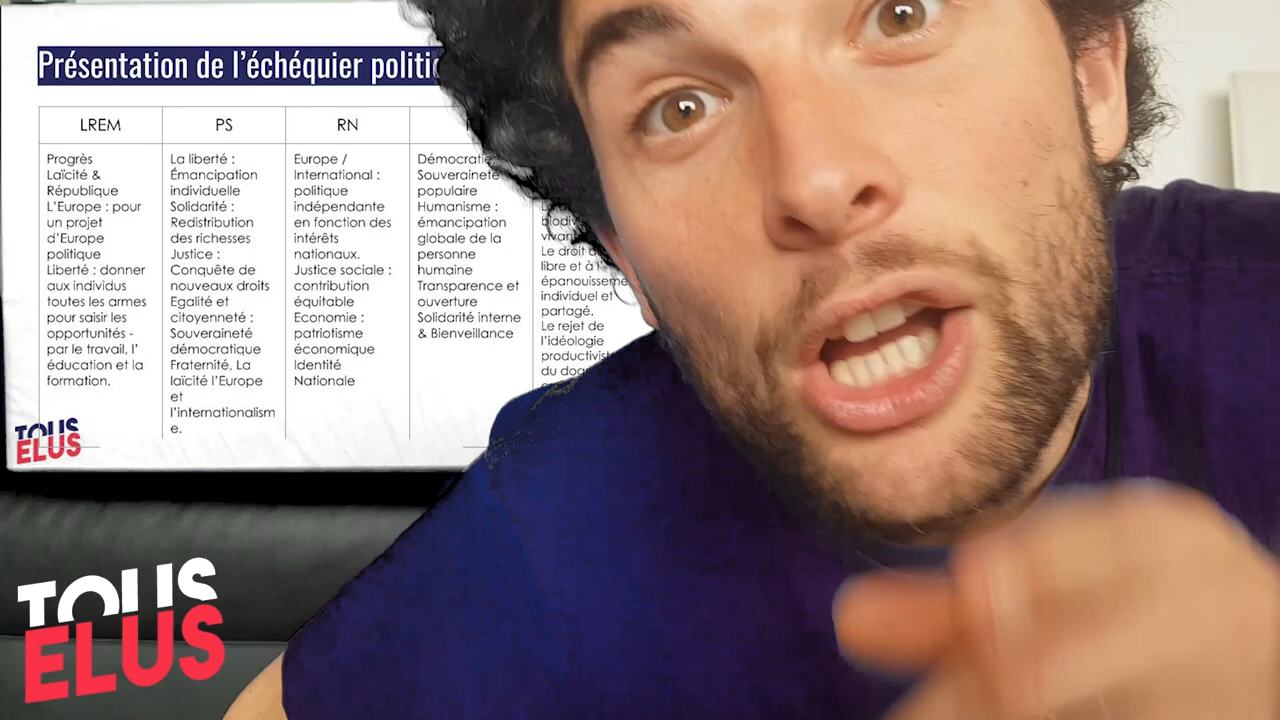 Présentation de l'échéquier politi
LREM
PS
RN
Progrès
Laïcité &
République
L'Europe : pour
un projet
d'Europe
politique
Liberté : donner
aux individus
toutes les armes
pour saisir les
opportunités -
par le travail, l'
éducation et la
formation.
La liberté :
Émancipation
individuelle
Solidarité :
Redistribution
des richesses
Justice :
Conquête de
nouveaux droits
Egalité et
citoyenneté :
Souveraineté
démocratique
Fraternité, La
laïcité l'Europe
et
l'internationalism
e.
Europe /
International :
politique
indépendante
en fonction des
intérêts
nationaux.
Justice sociale :
contribution
équitable
Economie :
patriotisme
économique
Identité
Nationale
Démocratie
Souveraineté
populaire
Humanisme :
émancipation
globale de la
personne
humaine
Transparence et
ouverture
Solidarité interne
& Bienveillance
Le droit
libre et à l'
épanouisseme
individuel et
partagé.
Le rejet de
l'idéologie
productivis
TOUS
ELUS
TOUS
ELUS